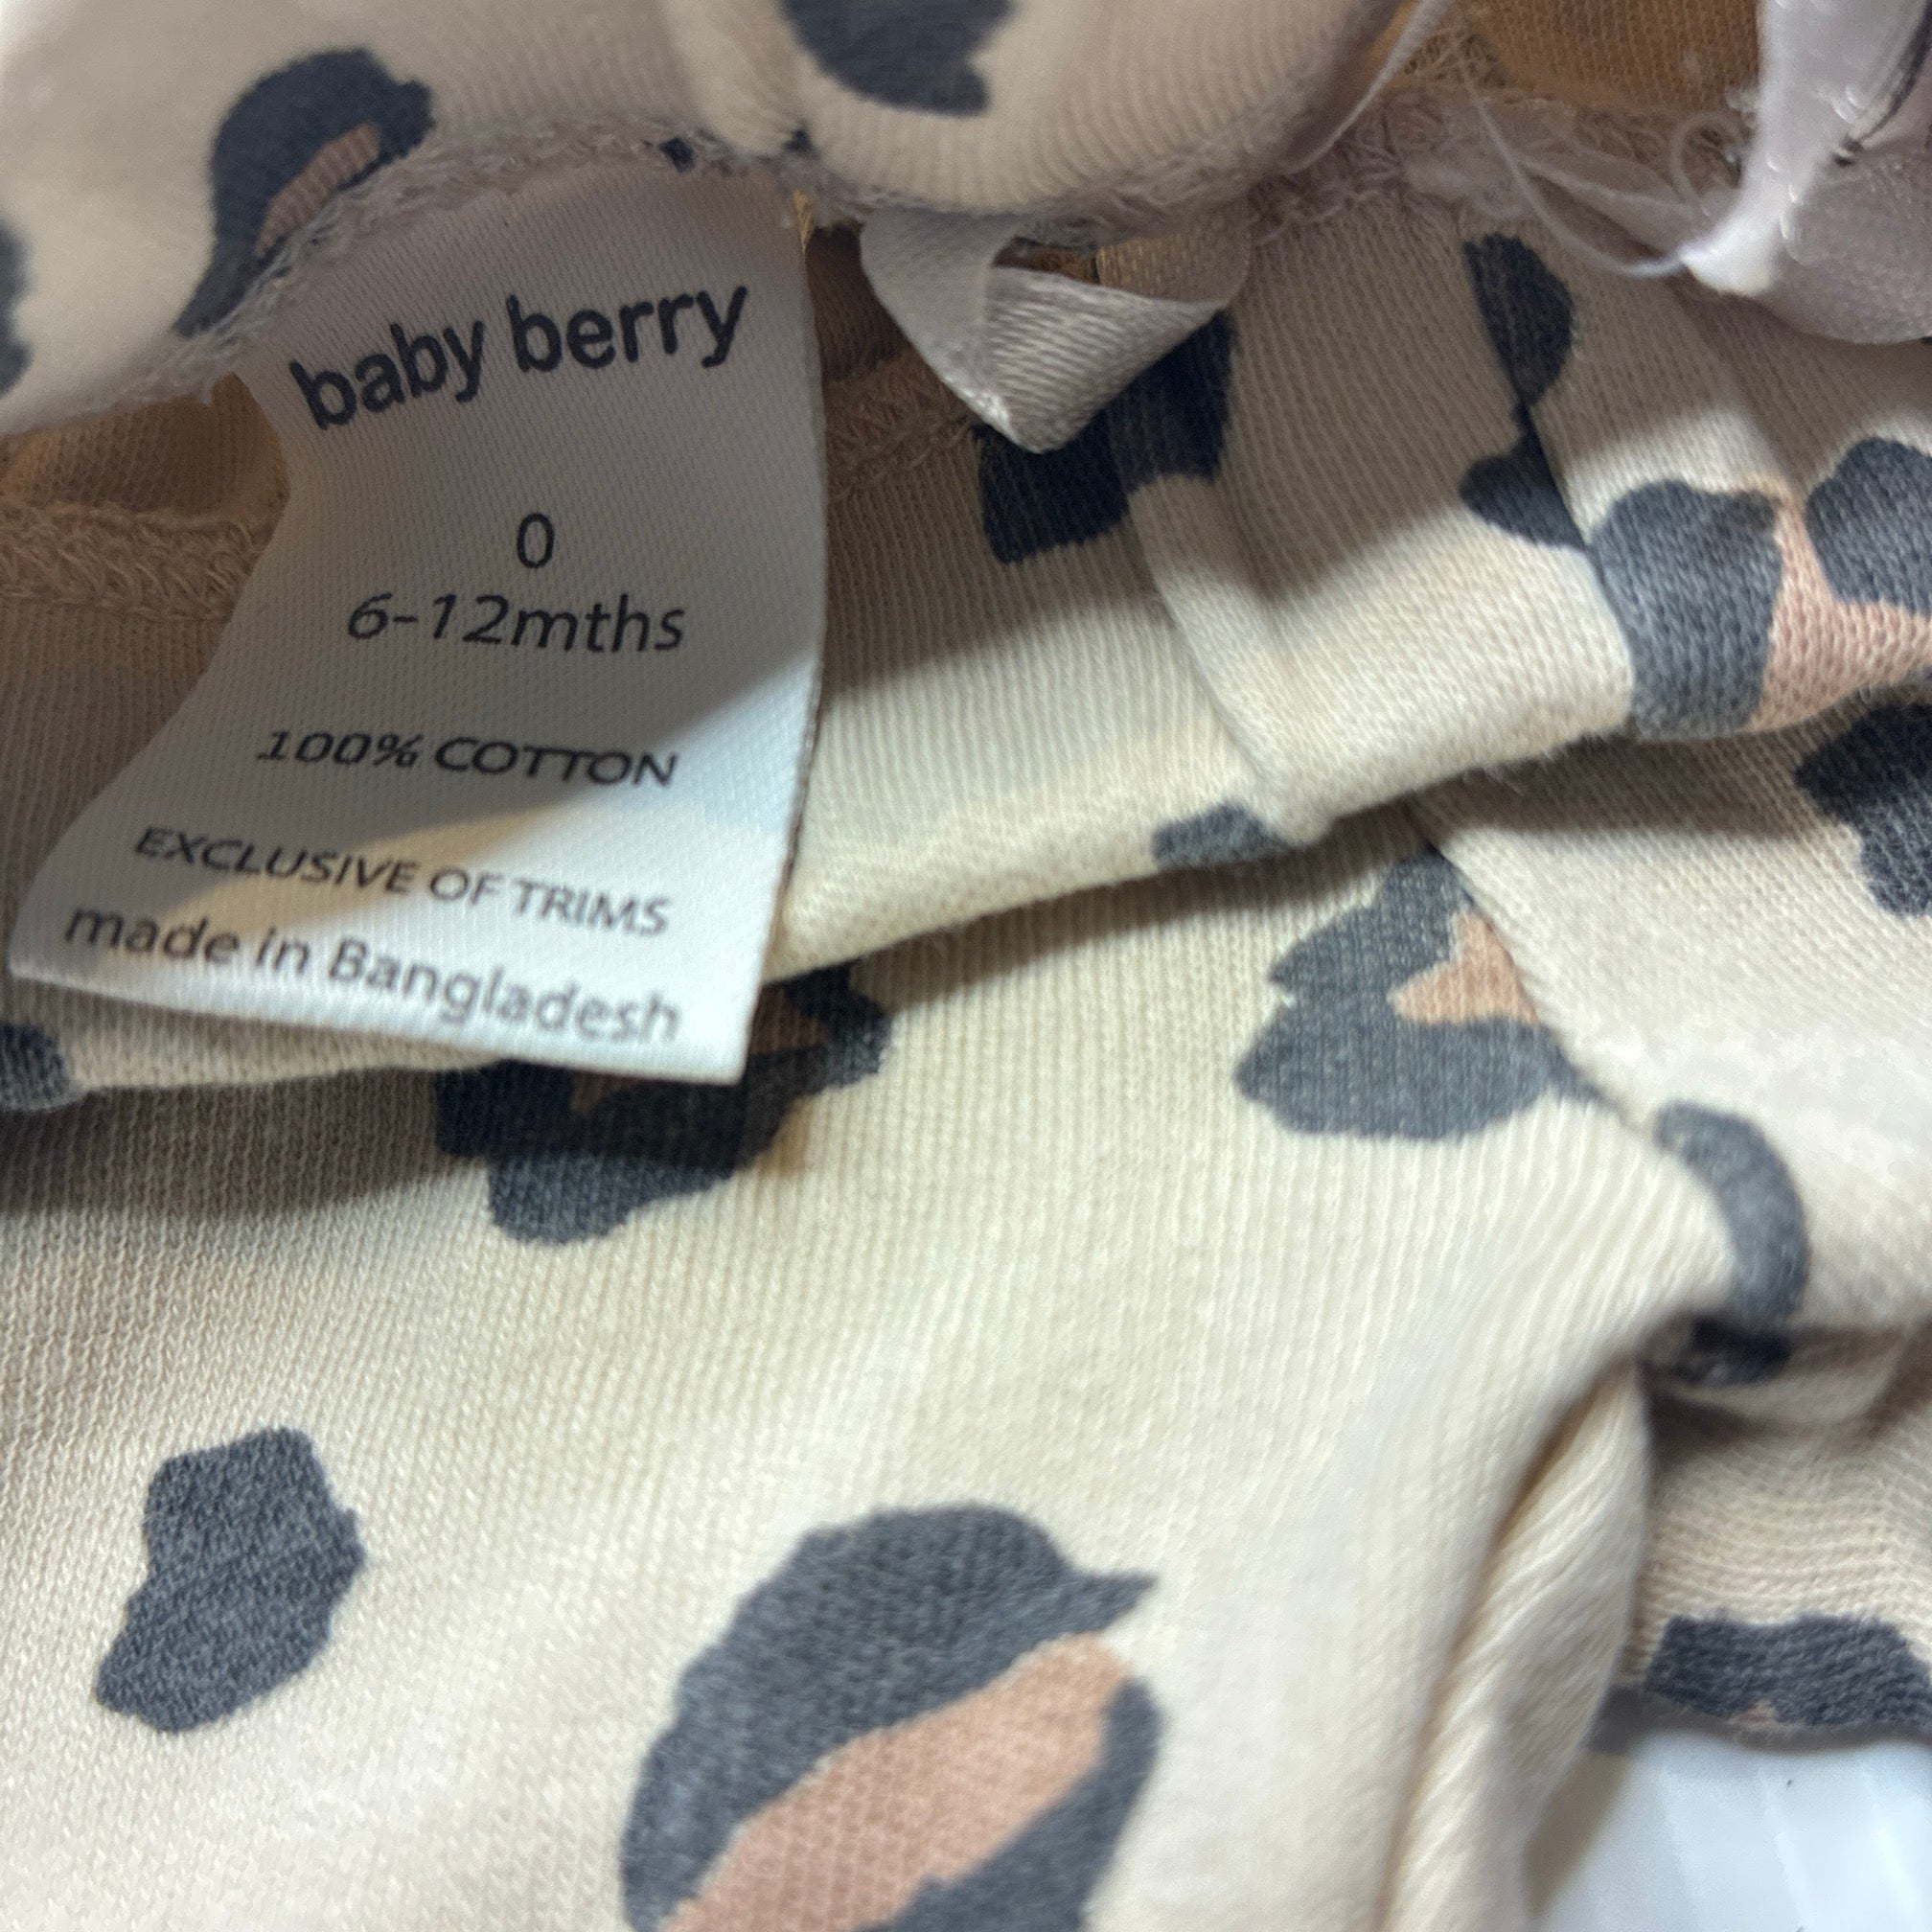 baby berry
0
6-12mths
100% COTTON
EXCLUSIVE OF TRIMS
made in Bangladesh